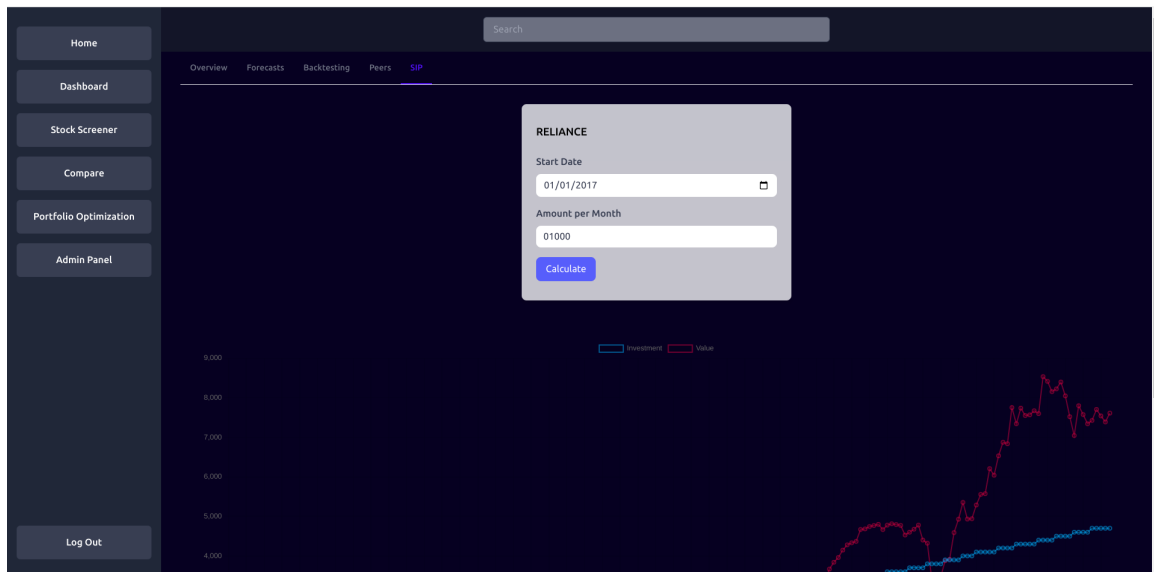 Search
Home
Dashboard
Stock Screener
Compare
Portfolio Optimization
Admin Panel
Log Out
Overview Forecasts Backtesting Peers SIP
RELIANCE
Start Date
01/01/2017
Amount per Month
01000
Calculate
Investment Value
9,000
8,000
7,000
6,000
5,000
4,000